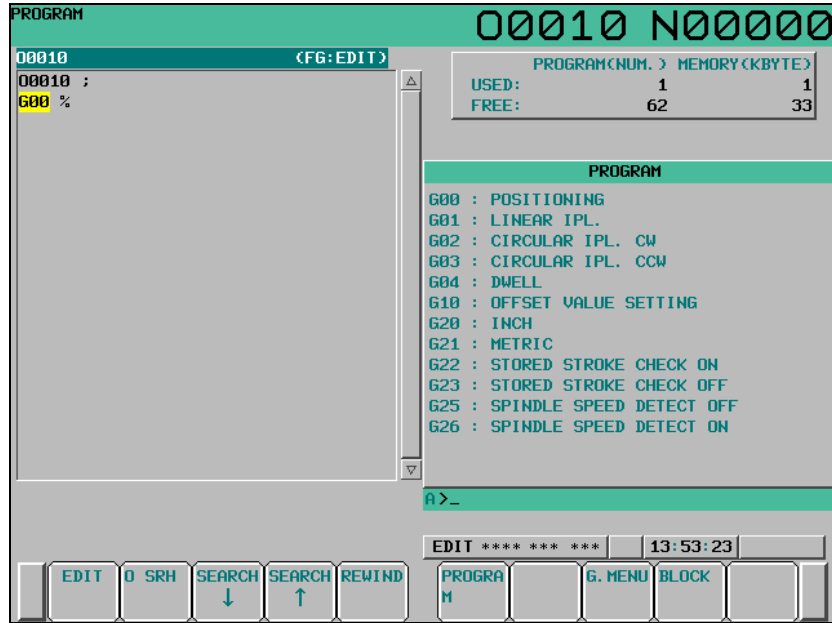 PROGRAM
O0010 N00000
O0010 (FG:EDIT)
O0010 ;
G00 %
PROGRAM(NUM.) MEMORY(KBYTE)
USED: 1 1
FREE: 62 33
PROGRAM
G00 : POSITIONING
G01 : LINEAR IPL.
G02 : CIRCULAR IPL. CW
G03 : CIRCULAR IPL. CCW
G04 : DWELL
G10 : OFFSET VALUE SETTING
G20 : INCH
G21 : METRIC
G22 : STORED STROKE CHECK ON
G23 : STORED STROKE CHECK OFF
G25 : SPINDLE SPEED DETECT OFF
G26 : SPINDLE SPEED DETECT ON
A>_
EDIT **** *** *** 13:53:23
EDIT O SRH SEARCH↓ SEARCH↑ REWIND PROGRA G.MENU BLOCK
M